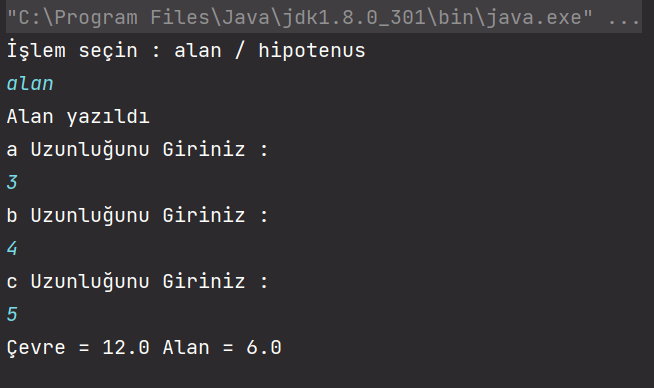 "C:\Program Files\Java\jdk1.8.0_301\bin\java.exe" ...
İşlem seçin : alan / hipotenus
alan
Alan yazıldı
a Uzunluğunu Giriniz :
3
b Uzunluğunu Giriniz :
4
c Uzunluğunu Giriniz :
5
Çevre = 12.0 Alan = 6.0